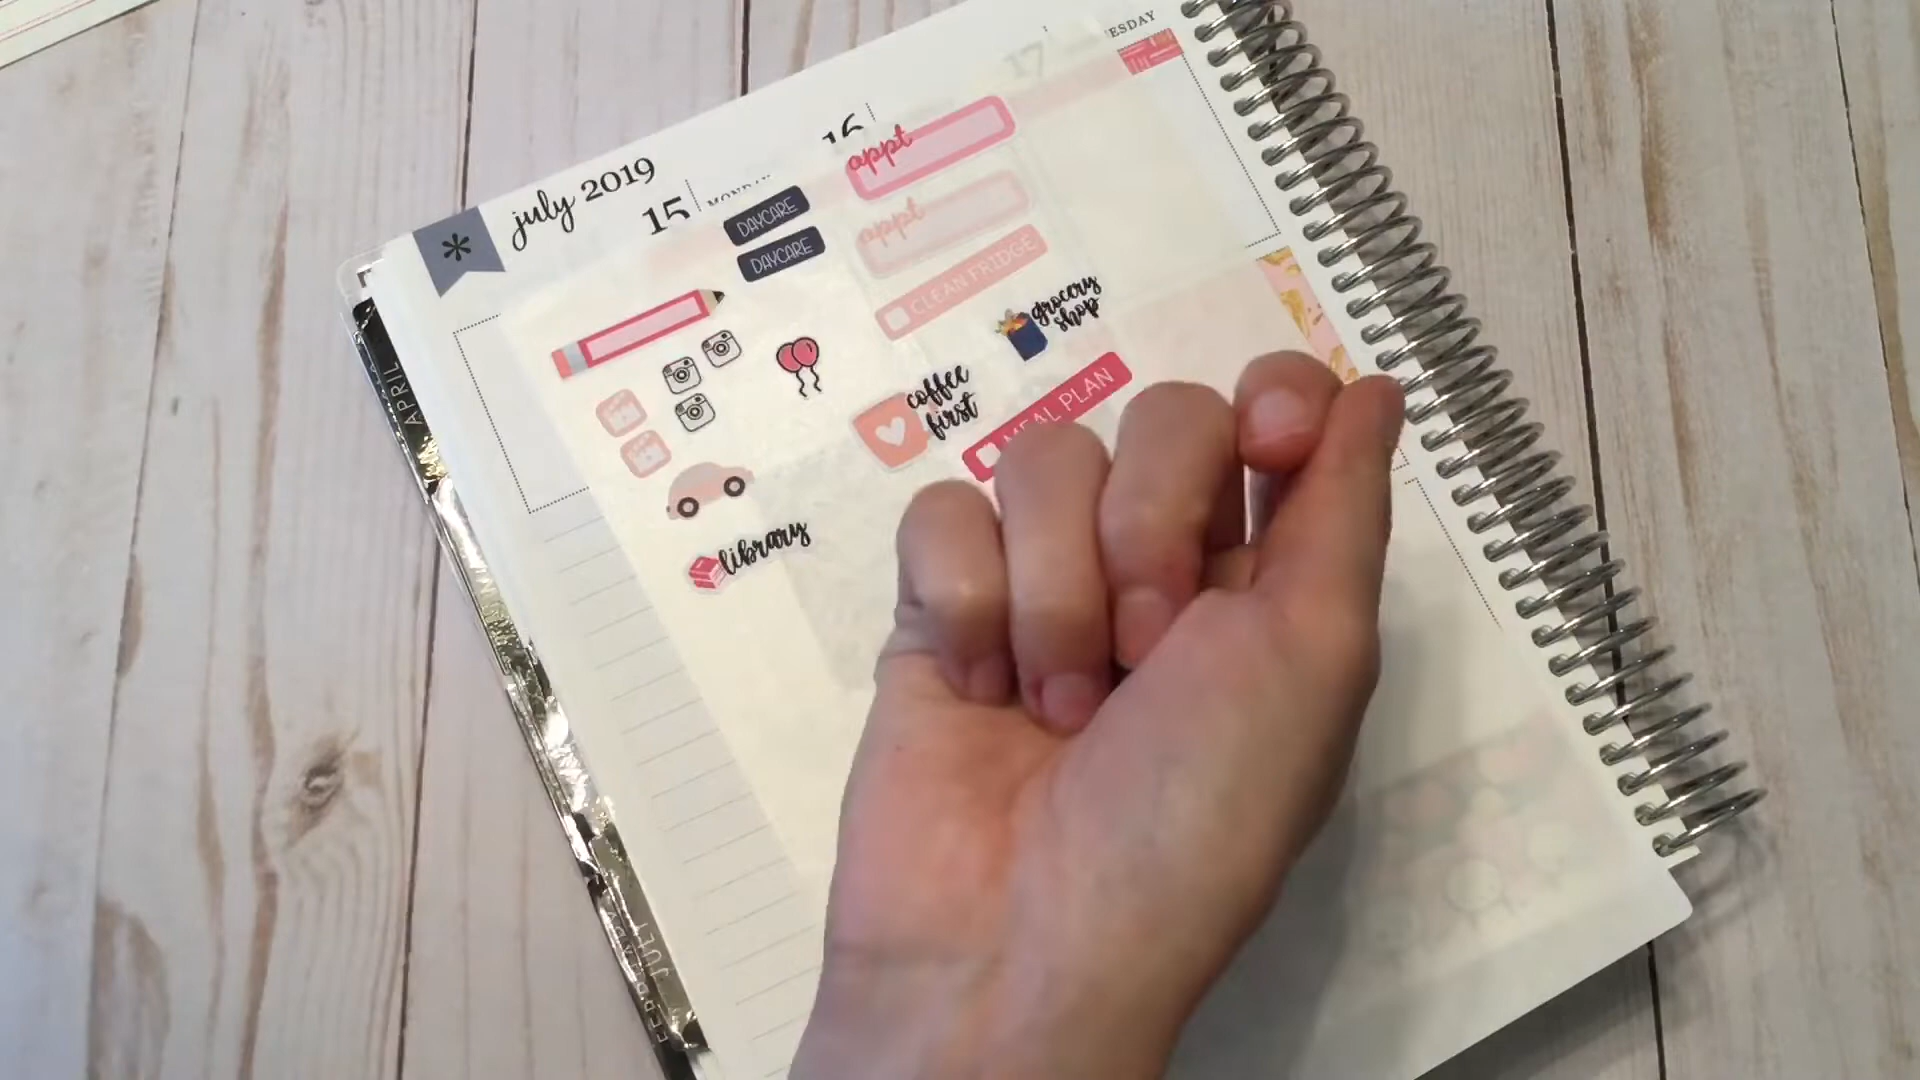 july 2019
15
MONDAY
16
17
ESDAY
DAYCARE
DAYCARE
appt
appt
CLEAN FRIDGE
grocery
shop
coffee
first
MEAL PLAN
library
APRIL
JULY